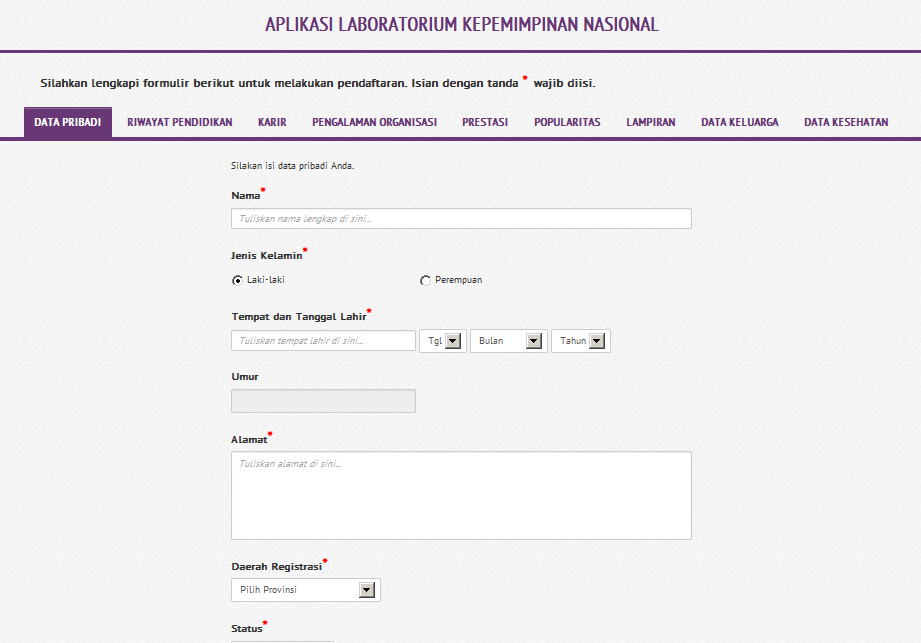 APLIKASI LABORATORIUM KEPEMIMPINAN NASIONAL
Silahkan lengkapi formulir berikut untuk melakukan pendaftaran. Isian dengan tanda * wajib diisi.
DATA PRIBADI RIWAYAT PENDIDIKAN KARIR PENGALAMAN ORGANISASI PRESTASI POPULARITAS LAMPIRAN DATA KELUARGA DATA KESEHATAN
Silakan isi data pribadi Anda.
Nama*
Tuliskan nama lengkap di sini...
Jenis Kelamin*
Laki-laki Perempuan
Tempat dan Tanggal Lahir*
Tuliskan tempat lahir di sini... Tgl Bulan Tahun
Umur
Alamat*
Tuliskan alamat di sini...
Daerah Registrasi*
Pilih Provinsi
Status*